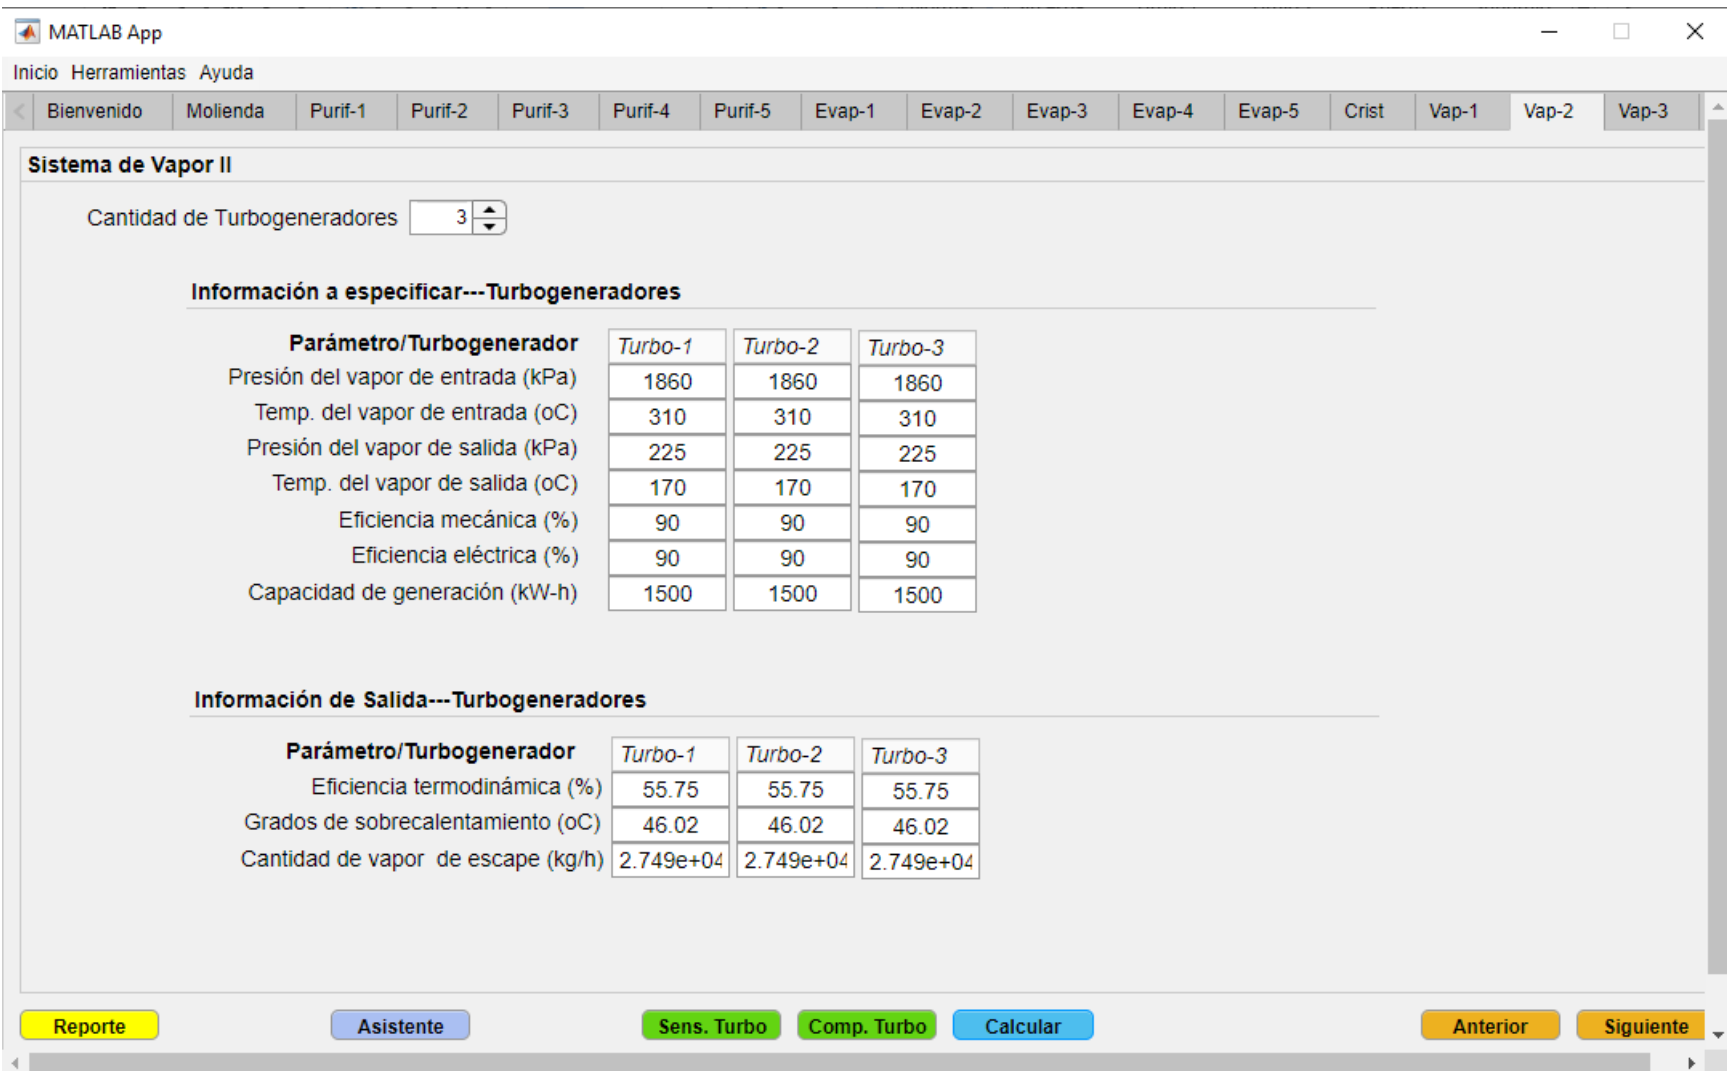 MATLAB App
Inicio Herramientas Ayuda
Bienvenido Molienda Purif-1 Purif-2 Purif-3 Purif-4 Purif-5 Evap-1 Evap-2 Evap-3 Evap-4 Evap-5 Crist Vap-1 Vap-2 Vap-3
Sistema de Vapor II
Cantidad de Turbogeneradores 3
Información a especificar---Turbogeneradores
Parámetro/Turbogenerador Turbo-1 Turbo-2 Turbo-3
Presión del vapor de entrada (kPa) 1860 1860 1860
Temp. del vapor de entrada (oC) 310 310 310
Presión del vapor de salida (kPa) 225 225 225
Temp. del vapor de salida (oC) 170 170 170
Eficiencia mecánica (%) 90 90 90
Eficiencia eléctrica (%) 90 90 90
Capacidad de generación (kW-h) 1500 1500 1500
Información de Salida---Turbogeneradores
Parámetro/Turbogenerador Turbo-1 Turbo-2 Turbo-3
Eficiencia termodinámica (%) 55.75 55.75 55.75
Grados de sobrecalentamiento (oC) 46.02 46.02 46.02
Cantidad de vapor de escape (kg/h) 2.749e+04 2.749e+04 2.749e+04
Reporte Asistente Sens. Turbo Comp. Turbo Calcular Anterior Siguiente